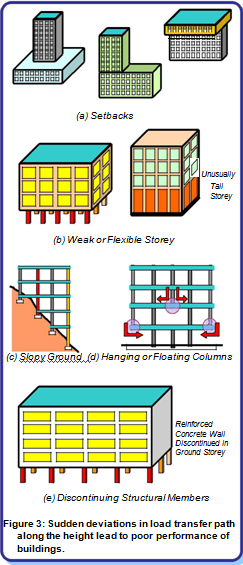 (a) Setbacks
Unusually
Tall
Storey
(b) Weak or Flexible Storey
(c) Slopy Ground (d) Hanging or Floating Columns
Reinforced
Concrete Wall
Discontinued in
Ground Storey
(e) Discontinuing Structural Members
Figure 3: Sudden deviations in load transfer path
along the height lead to poor performance of
buildings.